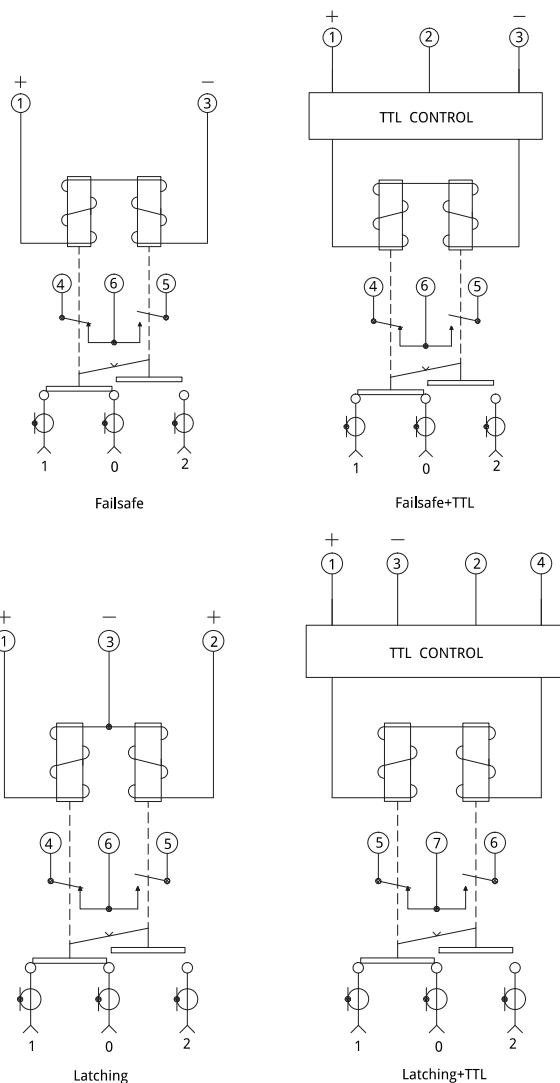 + −
1 3
4 6 5
1 0 2
Failsafe
+ −
1 2 3
TTL CONTROL
4 6 5
1 0 2
Failsafe+TTL
+ − +
1 3 2
4 6 5
1 0 2
Latching
+ −
1 3 2 4
TTL CONTROL
5 7 6
1 0 2
Latching+TTL